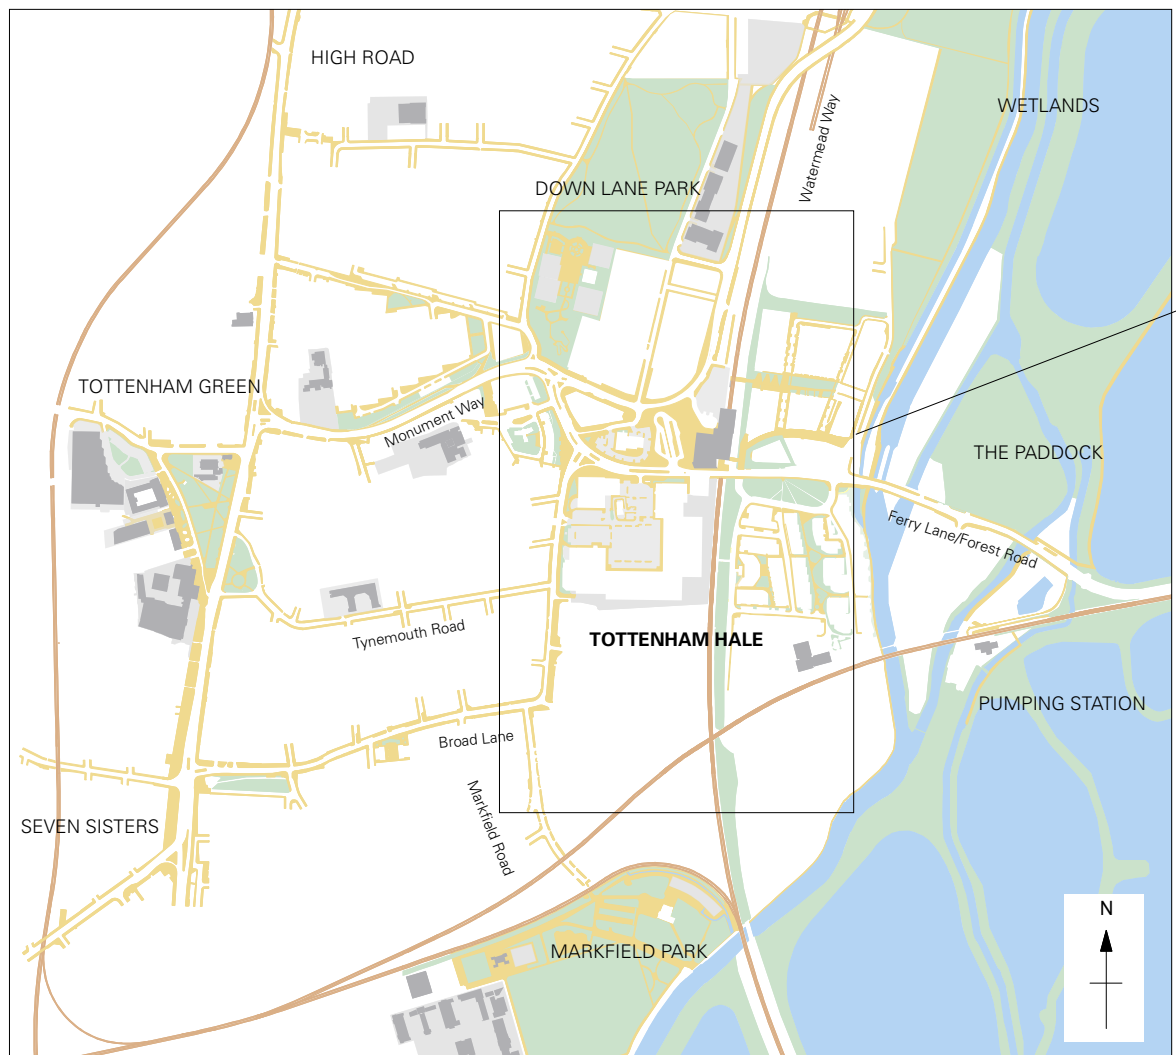 HIGH ROAD
WETLANDS
Watermead Way
DOWN LANE PARK
TOTTENHAM GREEN
Monument Way
THE PADDOCK
Ferry Lane/Forest Road
Tynemouth Road
TOTTENHAM HALE
PUMPING STATION
Broad Lane
Markfield Road
SEVEN SISTERS
N
MARKFIELD PARK